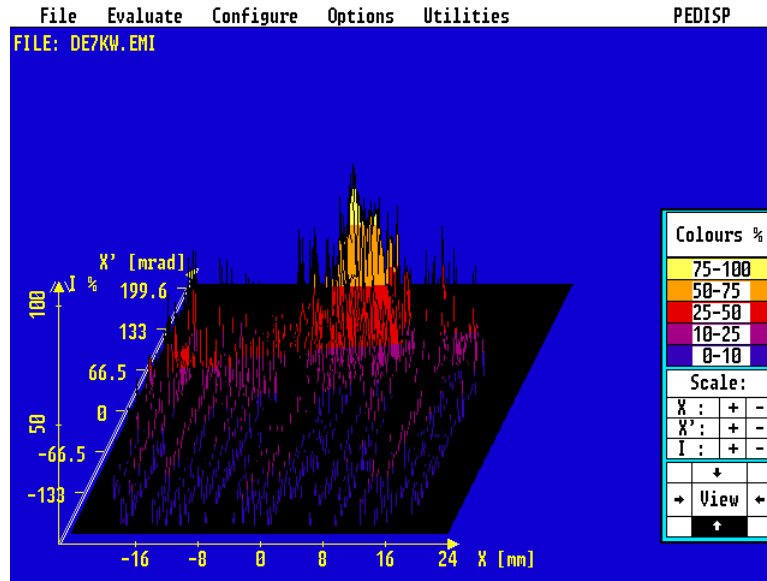 File Evaluate Configure Options Utilities PEDISP
FILE: DE7KW.EMI
Colours %
75-100
50-75
25-50
10-25
0-10
Scale:
X : + -
X': + -
I : + -
View
X' [mrad]
I %
199.6
133
66.5
0
-66.5
-133
100
50
-16 -8 0 8 16 24 X [mm]